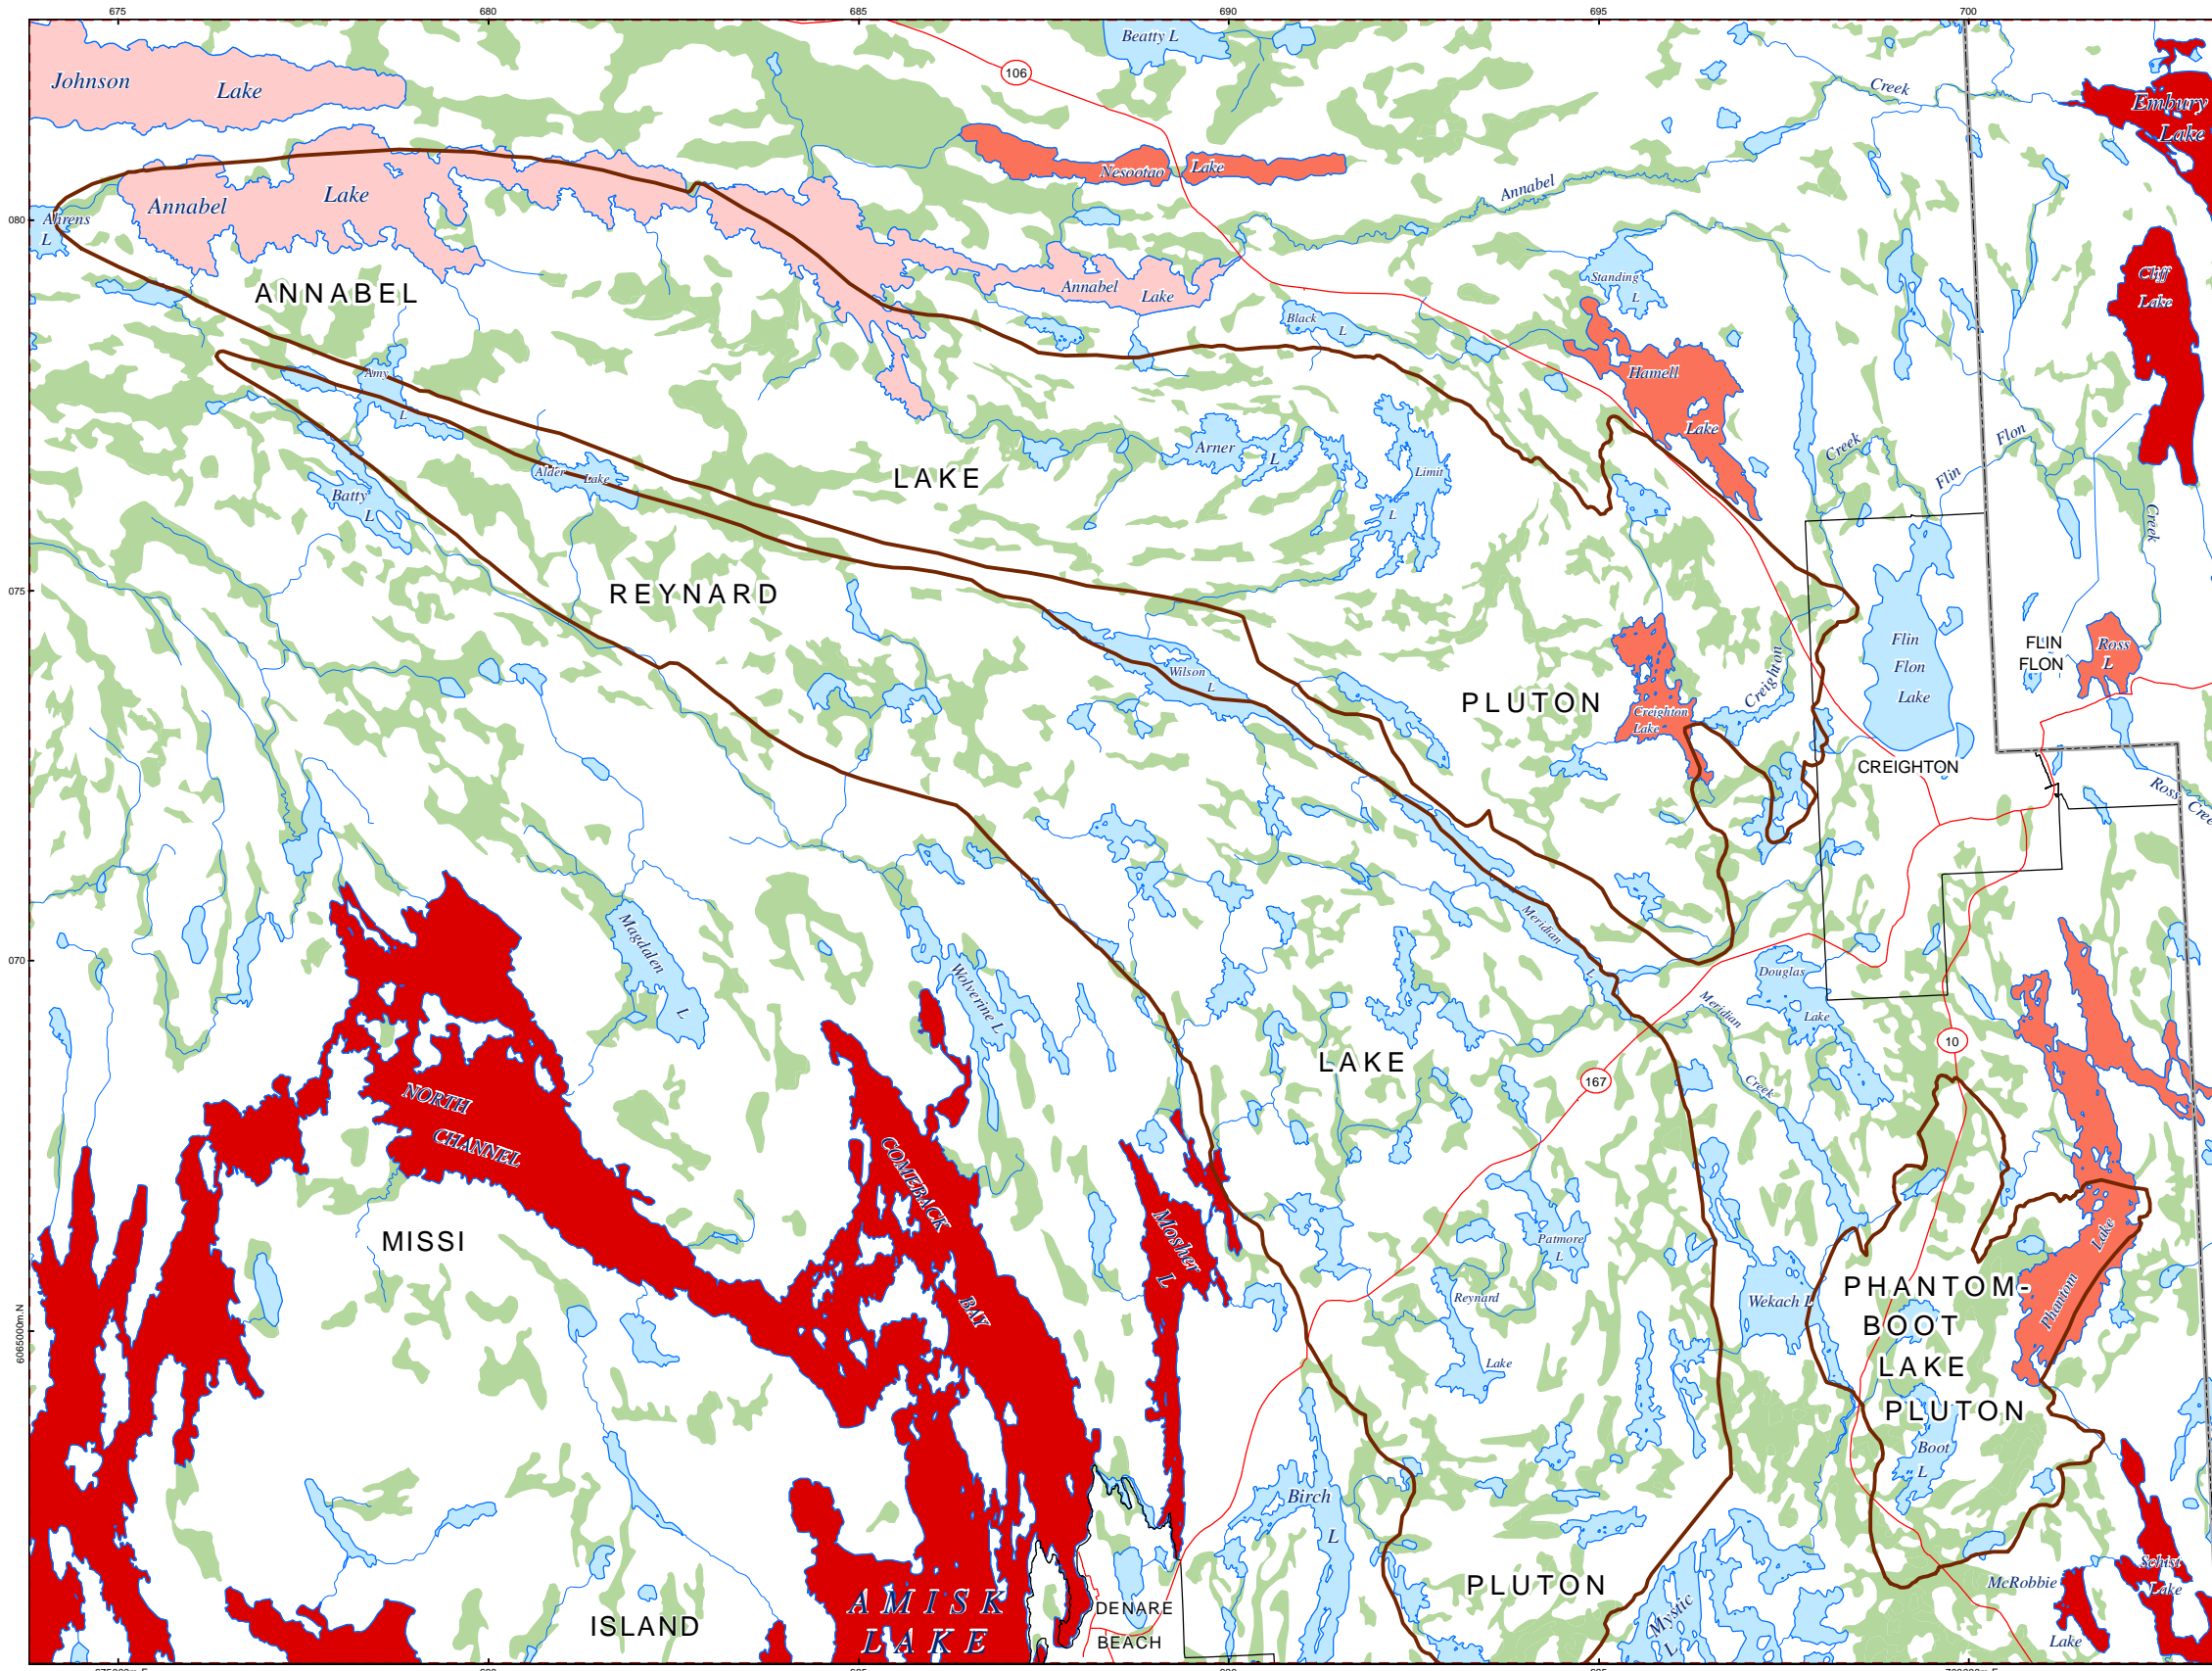 675
680
685
690
695
700
106
Beatty L
Johnson
Lake
Creek
Embury
Lake
Nesootao
Lake
Annabel
Annabel
Lake
080
Ahrens
L
Cliff
Lake
Standing
L
Annabel
Lake
ANNABEL
Black
L
Amy
L
Hamell
Lake
Creek
Flin
Flon
Creek
Arner
L
Limit
L
LAKE
Alder
Lake
Batty
L
075
REYNARD
Flin
Flon
Lake
FLIN
FLON
Ross
L
Wilson
L
PLUTON
Creighton
Creighton
Lake
CREIGHTON
Ross Cree
Magdalen
L
Meridian
L
070
Wolverine L
Douglas
Lake
Meridian
Creek
10
LAKE
167
NORTH
CHANNEL
COMEBACK
BAY
Mosher
L
MISSI
Patmore
L
Reynard
Lake
Wekach L
Phantom
Lake
PHANTOM-
BOOT
LAKE
PLUTON
6065000m.N
Boot
L
Birch
L
PLUTON
Mystic
L
McRobbie
Lake
Schist
Lake
AMISK
LAKE
DENARE
BEACH
ISLAND